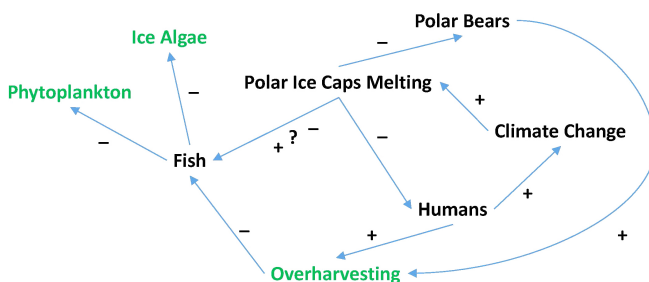 Polar Bears
Ice Algae
–
Polar Ice Caps Melting
Phytoplankton
–
+
Climate Change
–
+ ? –
–
Fish
+
Humans
–
+
+
Overharvesting